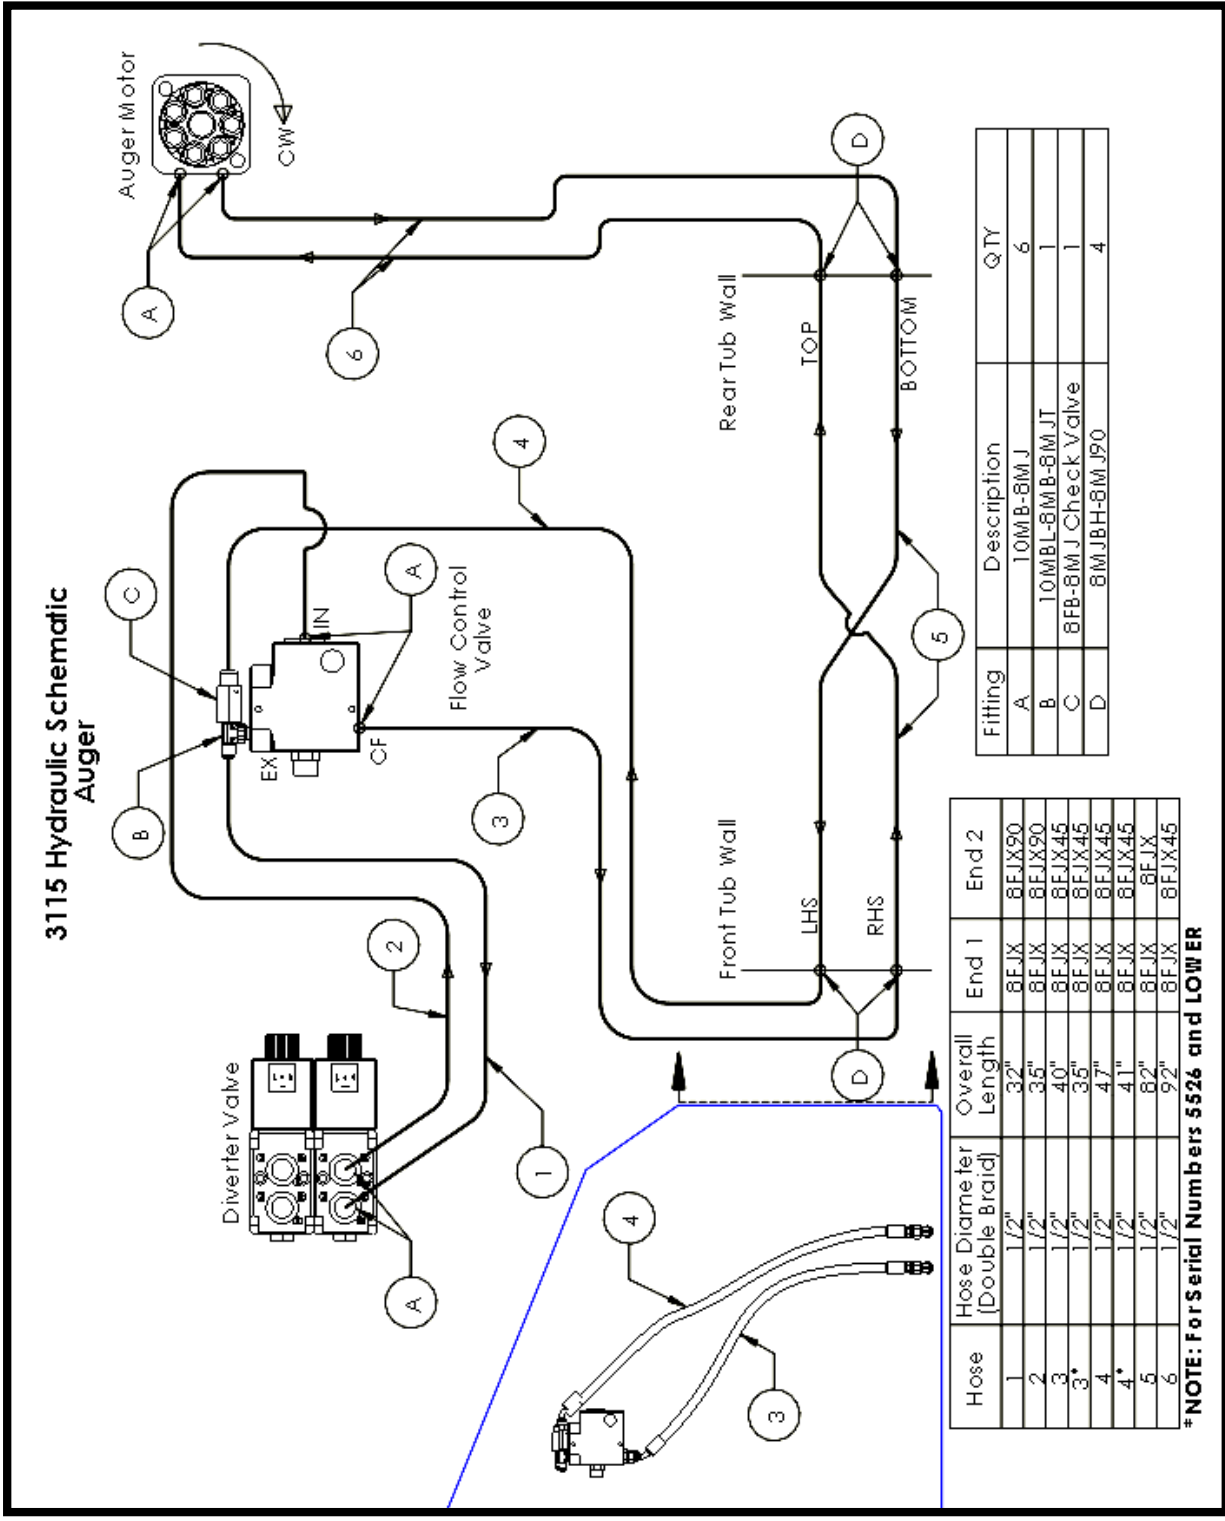 3115 Hydraulic Schematic
Auger
Diverter Valve
Auger Motor
CW
A
2
1
B
C
EX
IN
CF
A
Flow Control
Valve
3
4
A
6
4
3
Front Tub Wall
LHS
RHS
D
5
Rear Tub Wall
TOP
BOTTOM
D
Hose Hose Diameter (Double Braid) Overall Length End 1 End 2
1 1/2" 32" 8FJX 8FJX90
2 1/2" 35" 8FJX 8FJX90
3 1/2" 40" 8FJX 8FJX45
3* 1/2" 35" 8FJX 8FJX45
4 1/2" 47" 8FJX 8FJX45
4* 1/2" 41" 8FJX 8FJX45
5 1/2" 82" 8FJX 8FJX
6 1/2" 92" 8FJX 8FJX45
*NOTE: For Serial Numbers 5526 and LOWER
Fitting Description QTY
A 10MB-8MJ 6
B 10MBL-8MB-8MJT 1
C 8FB-8MJ Check Valve 1
D 8MJBH-8MJ90 4